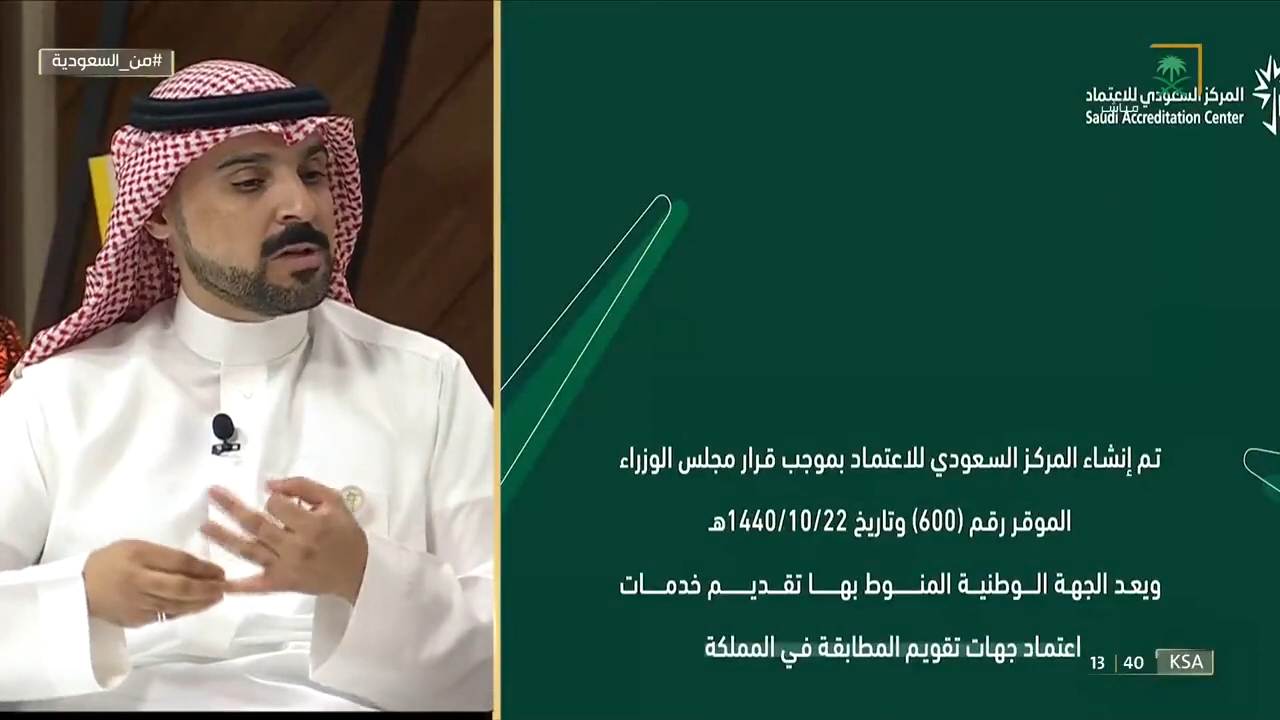 #من_السعودية
المركز السعودي للاعتماد
مباشر
Saudi Accreditation Center
تم إنشاء المركز السعودي للاعتماد بموجب قرار مجلس الوزراء
الموقر رقم (600) وتاريخ 1440/10/22هـ
ويعد الجهة الوطنية المنوط بها تقديم خدمات
اعتماد جهات تقويم المطابقة في المملكة
13 40 KSA